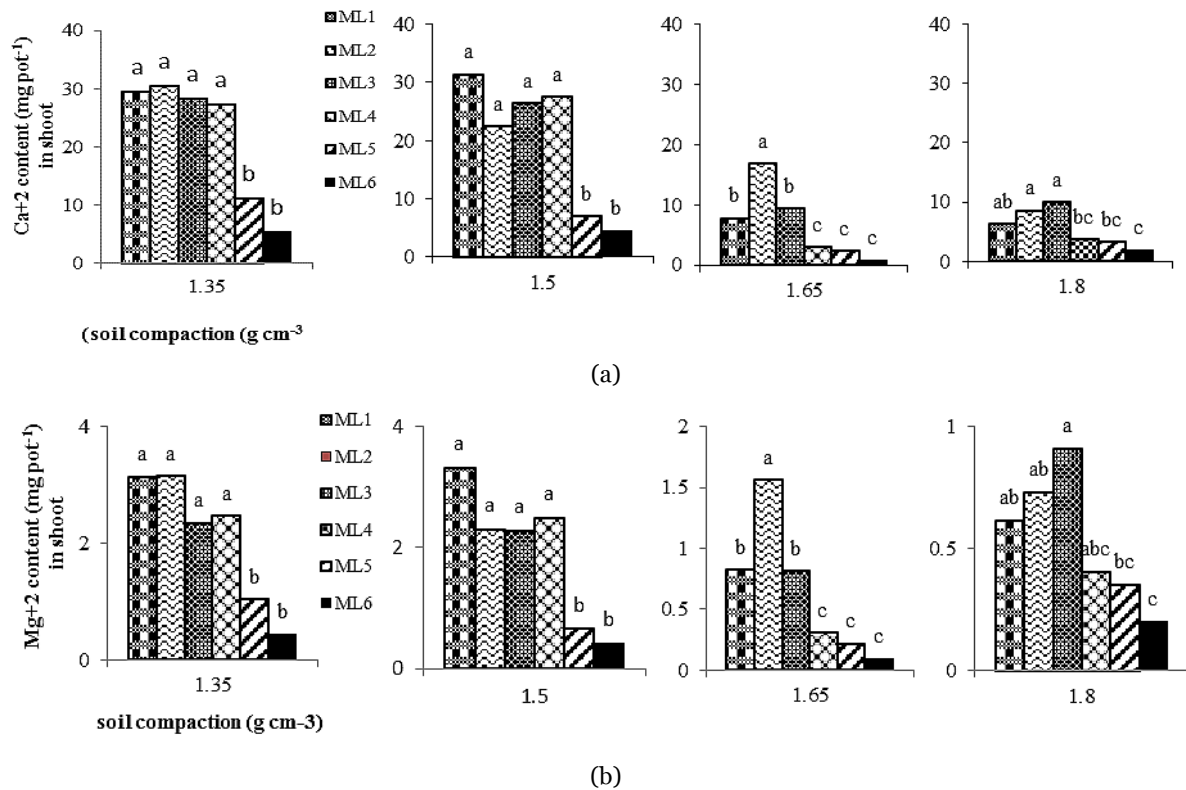 Ca+2 content (mg pot-1)
in shoot
40
30
20
10
0
a
a
a
a
b
b
1.35
(soil compaction (g cm-3
ML1
ML2
ML3
ML4
ML5
ML6
40
30
20
10
0
a
a
a
a
b
b
1.5
40
30
20
10
0
b
a
b
c
c
c
1.65
40
30
20
10
0
ab
a
a
bc
bc
c
1.8
(a)
Mg+2 content (mg pot-1)
in shoot
4
2
0
a
a
a
a
b
b
1.35
soil compaction (g cm-3)
ML1
ML2
ML3
ML4
ML5
ML6
4
2
0
a
a
a
a
b
b
1.5
2
1.5
1
0.5
0
b
a
b
c
c
c
1.65
1
0.5
0
ab
ab
a
abc
bc
c
1.8
(b)